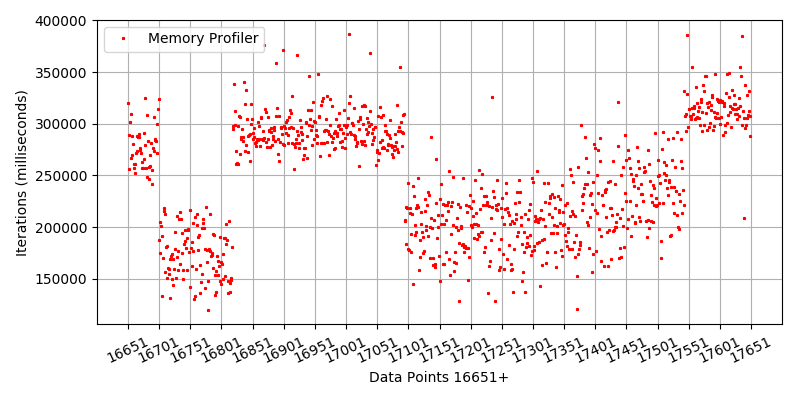 400000
350000
300000
250000
200000
150000
Iterations (milliseconds)
Memory Profiler
16651 16701 16751 16801 16851 16901 16951 17001 17051 17101 17151 17201 17251 17301 17351 17401 17451 17501 17551 17601 17651
Data Points 16651+